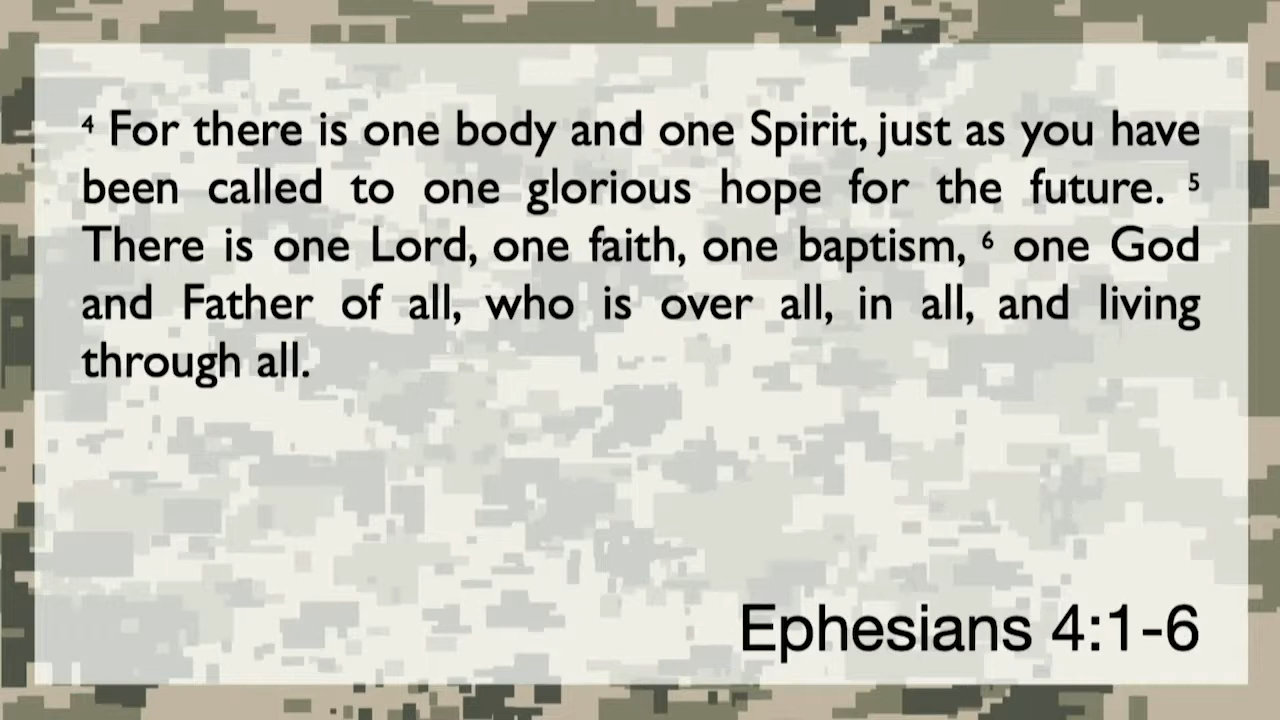 ⁴ For there is one body and one Spirit, just as you have
been called to one glorious hope for the future. ⁵
There is one Lord, one faith, one baptism, ⁶ one God
and Father of all, who is over all, in all, and living
through all.
Ephesians 4:1-6